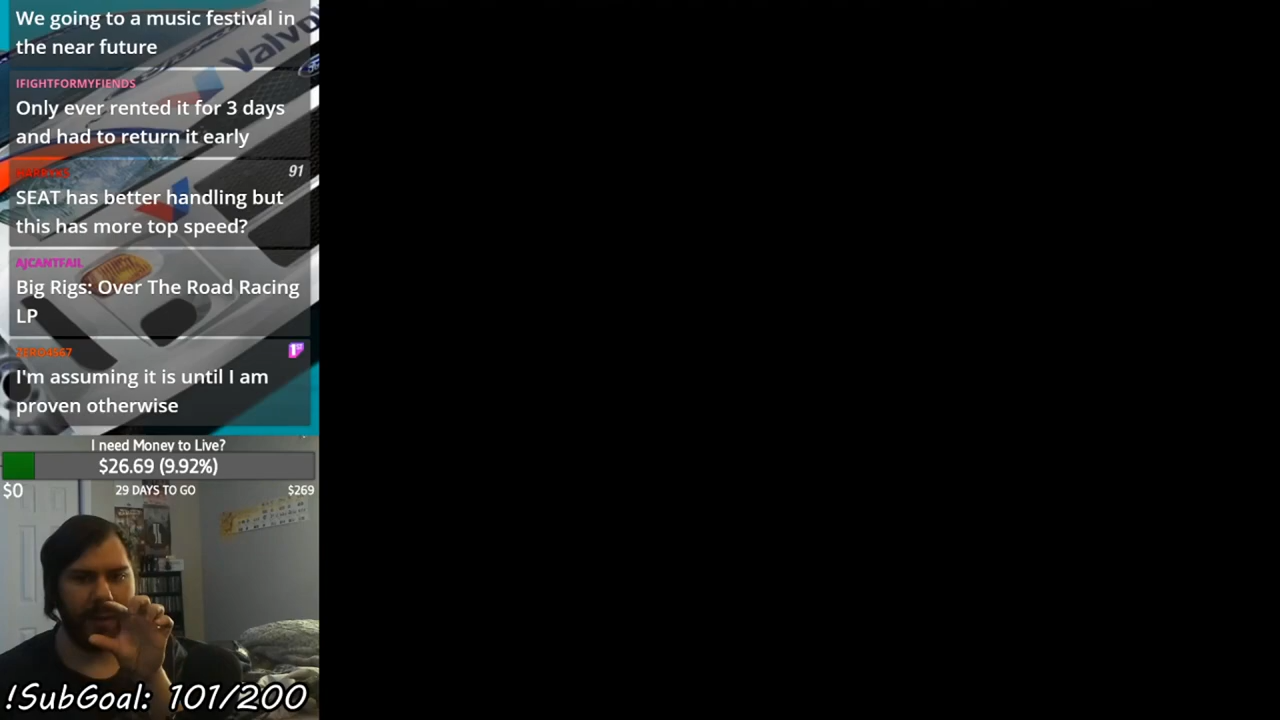 We going to a music festival in
the near future
Valvo
IFIGHTFORMYFIENDS
Only ever rented it for 3 days
and had to return it early
91
SEAT has better handling but
this has more top speed?
AJCANTFAIL
Big Rigs: Over The Road Racing
LP
ZERO4567
1ST
I'm assuming it is until I am
proven otherwise
I need Money to Live?
$26.69 (9.92%)
$0
29 DAYS TO GO
$269
!SubGoal: 101/200